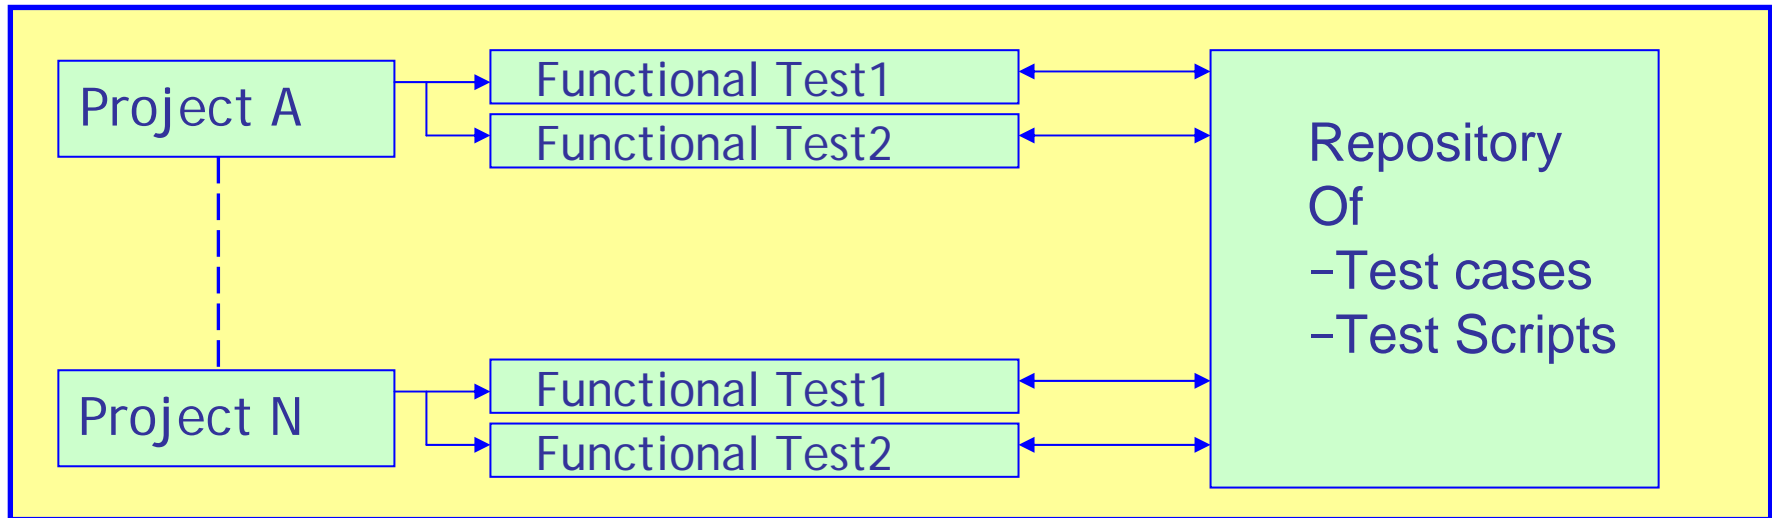 Project A
Functional Test1
Functional Test2
Repository
Of
–Test cases
–Test Scripts
Project N
Functional Test1
Functional Test2